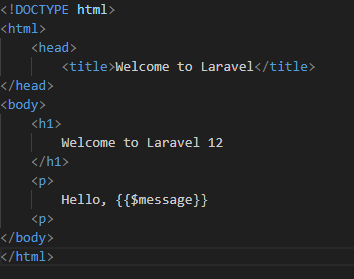 <!DOCTYPE html>
<html>
    <head>
        <title>Welcome to Laravel</title>
</head>
<body>
    <h1>
        Welcome to Laravel 12
    </h1>
    <p>
        Hello, {{$message}}
    <p>
</body>
</html>